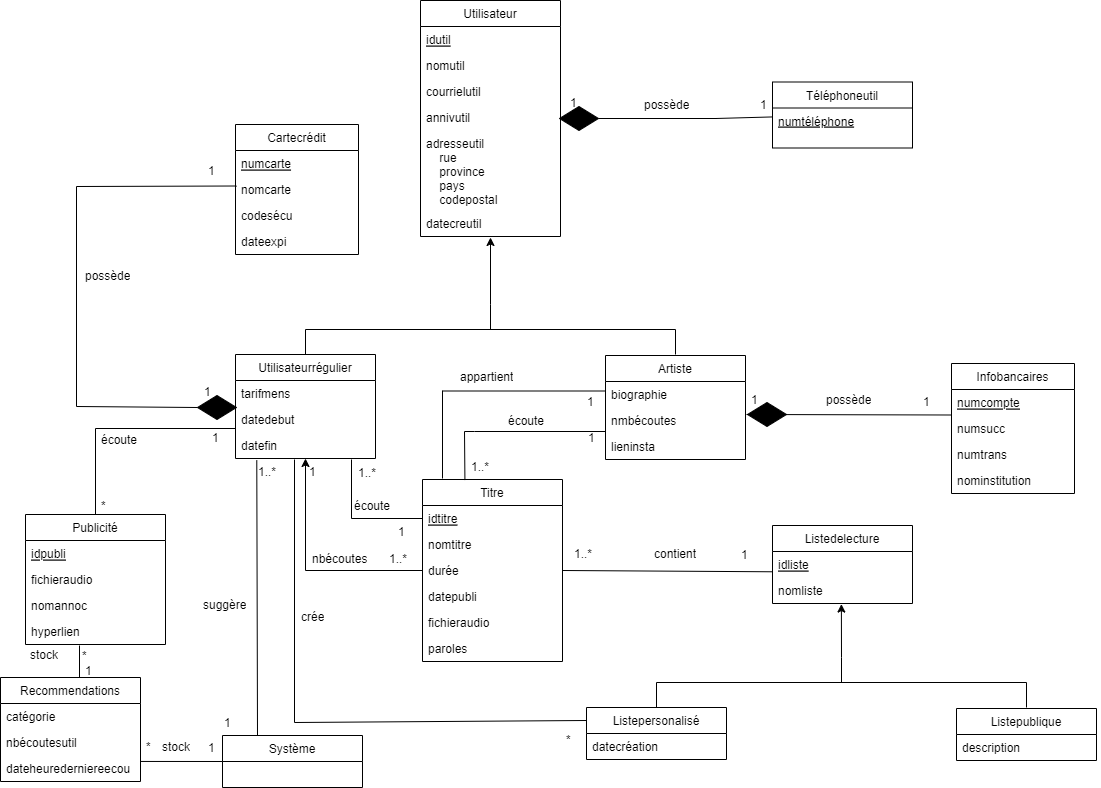 Utilisateur
idutil
nomutil
courrielutil
annivutil
adresseutil
rue
province
pays
codepostal
datecreutil
1
possède
1
Téléphoneutil
numtéléphone
Cartecrédit
numcarte
nomcarte
codesécu
dateexpi
1
possède
1
Utilisateurrégulier
tarifmens
datedebut
datefin
appartient
1
écoute
1
1..*
Artiste
biographie
nmbécoutes
lieninsta
1
possède
1
Infobancaires
numcompte
numsucc
numtrans
nominstitution
écoute
1
*
1..*
1
1..*
écoute
1
nbécoutes
1..*
Titre
idtitre
nomtitre
durée
datepubli
fichieraudio
paroles
1..*
contient
1
Listedelecture
idliste
nomliste
Publicité
idpubli
fichieraudio
nomannoc
hyperlien
suggère
crée
stock
*
1
Recommendations
catégorie
nbécoutesutil
dateheurederniereecou
*
stock
1
1
Système
*
Listepersonalisé
datecréation
Listepublique
description